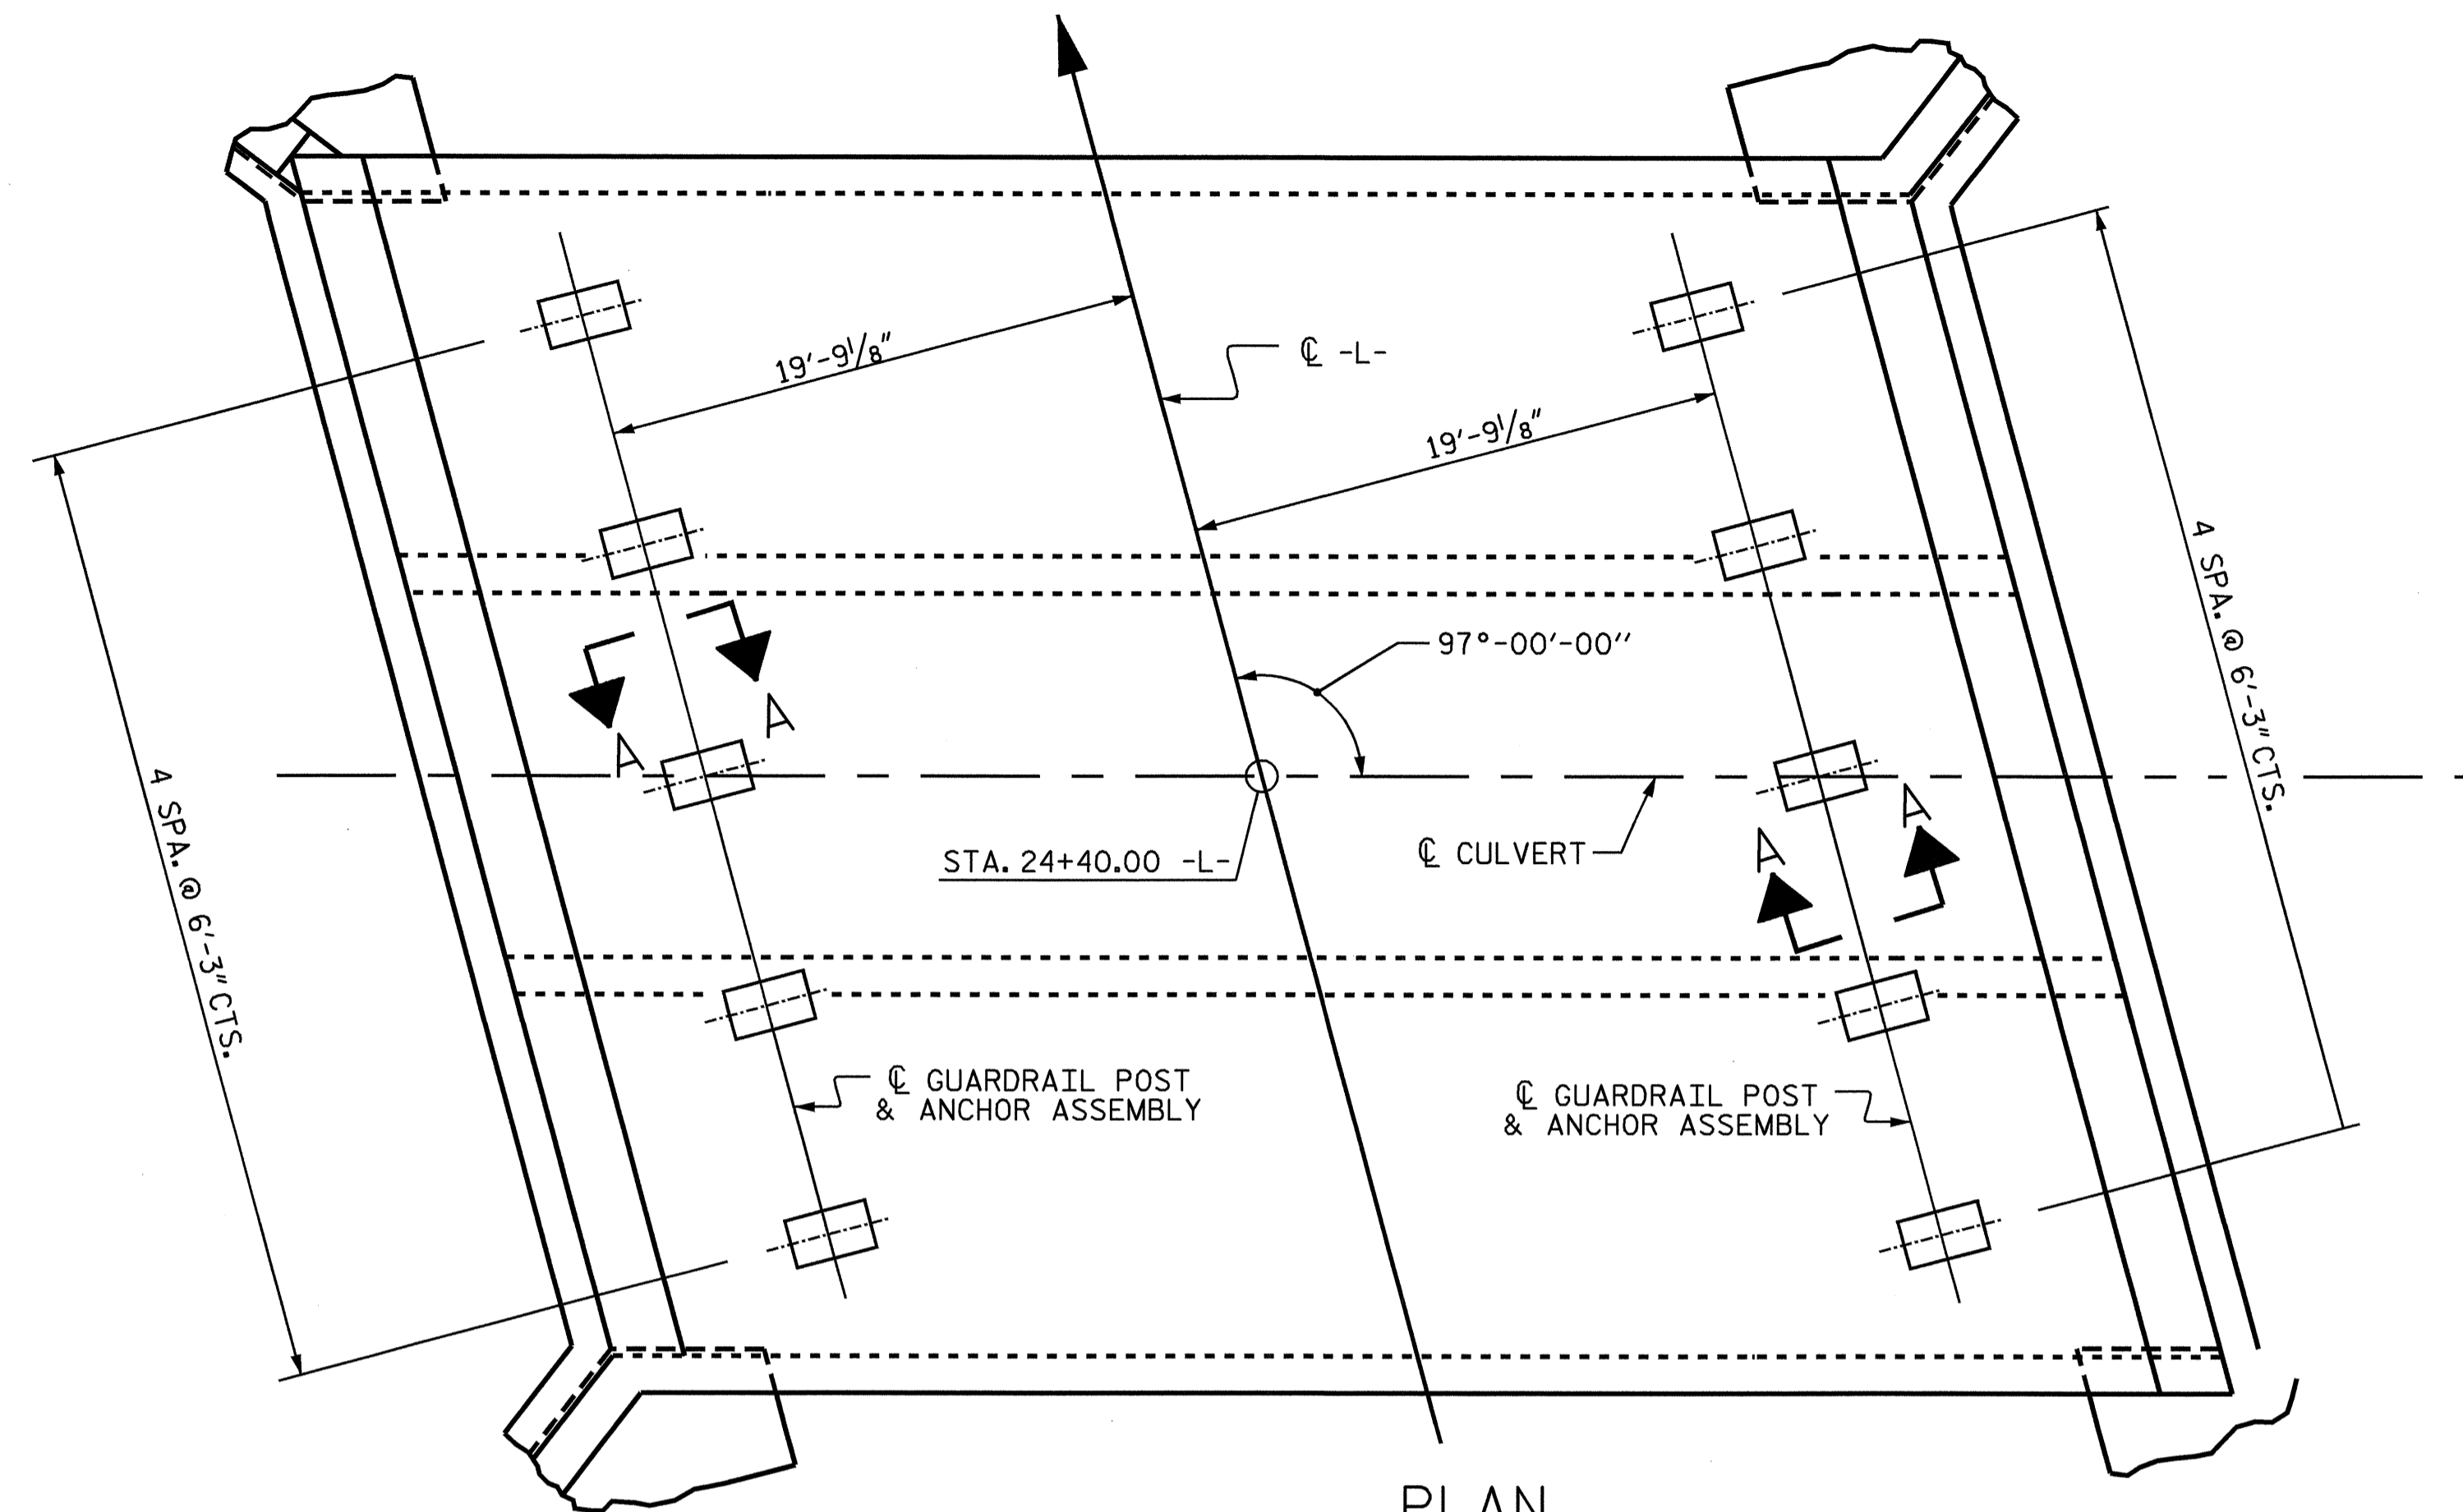 19'-9 1/8"
℄ -L-
19'-9 1/8"
4 SPA. @ 6'-3" CTS.
97°-00'-00"
A
A
4 SPA. @ 6'-3" CTS.
A
A
STA. 24+40.00 -L-
℄ CULVERT
℄ GUARDRAIL POST
& ANCHOR ASSEMBLY
℄ GUARDRAIL POST
& ANCHOR ASSEMBLY
PLAN